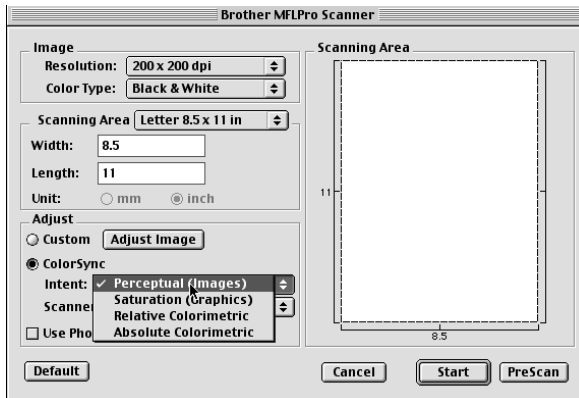 Brother MFLPro Scanner
Image
Resolution: 200 x 200 dpi
Color Type: Black & White
Scanning Area Letter 8.5 x 11 in
Width: 8.5
Length: 11
Unit: mm inch
Adjust
Custom Adjust Image
ColorSync
Intent: ✓ Perceptual (Images)
Saturation (Graphics)
Scanne Relative Colorimetric
Use Pho Absolute Colorimetric
Default
Scanning Area
11
8.5
Cancel Start PreScan